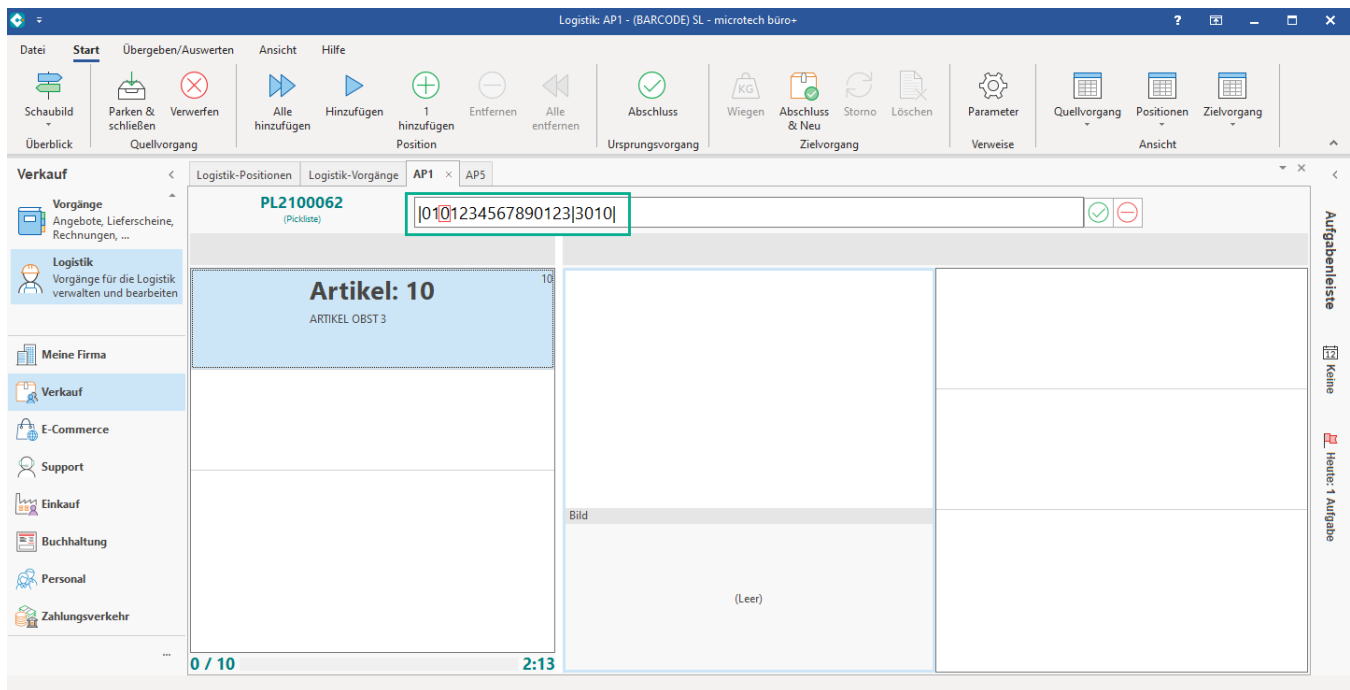 Logistik: AP1 - (BARCODE) SL - microtech büro+
?
Datei Start Übergeben/Auswerten Ansicht Hilfe
Schaubild
Überblick
Parken & schließen
Verwerfen
Quellvorgang
Alle hinzufügen
Hinzufügen
1 hinzufügen
Entfernen
Alle entfernen
Position
Abschluss
Ursprungsvorgang
KG
Wiegen
Abschluss & Neu
Storno
Löschen
Zielvorgang
Parameter
Verweise
Quellvorgang
Positionen
Zielvorgang
Ansicht
Verkauf
Vorgänge
Angebote, Lieferscheine,
Rechnungen, ...
Logistik
Vorgänge für die Logistik
verwalten und bearbeiten
Meine Firma
Verkauf
E-Commerce
Support
Einkauf
Buchhaltung
Personal
Zahlungsverkehr
...
Logistik-Positionen Logistik-Vorgänge AP1 × AP5
PL2100062
(Pickliste)
|0101234567890123|3010|
10
Artikel: 10
ARTIKEL OBST 3
Bild
(Leer)
0 / 10 2:13
Aufgabenleiste
12
Keine
Heute: 1 Aufgabe